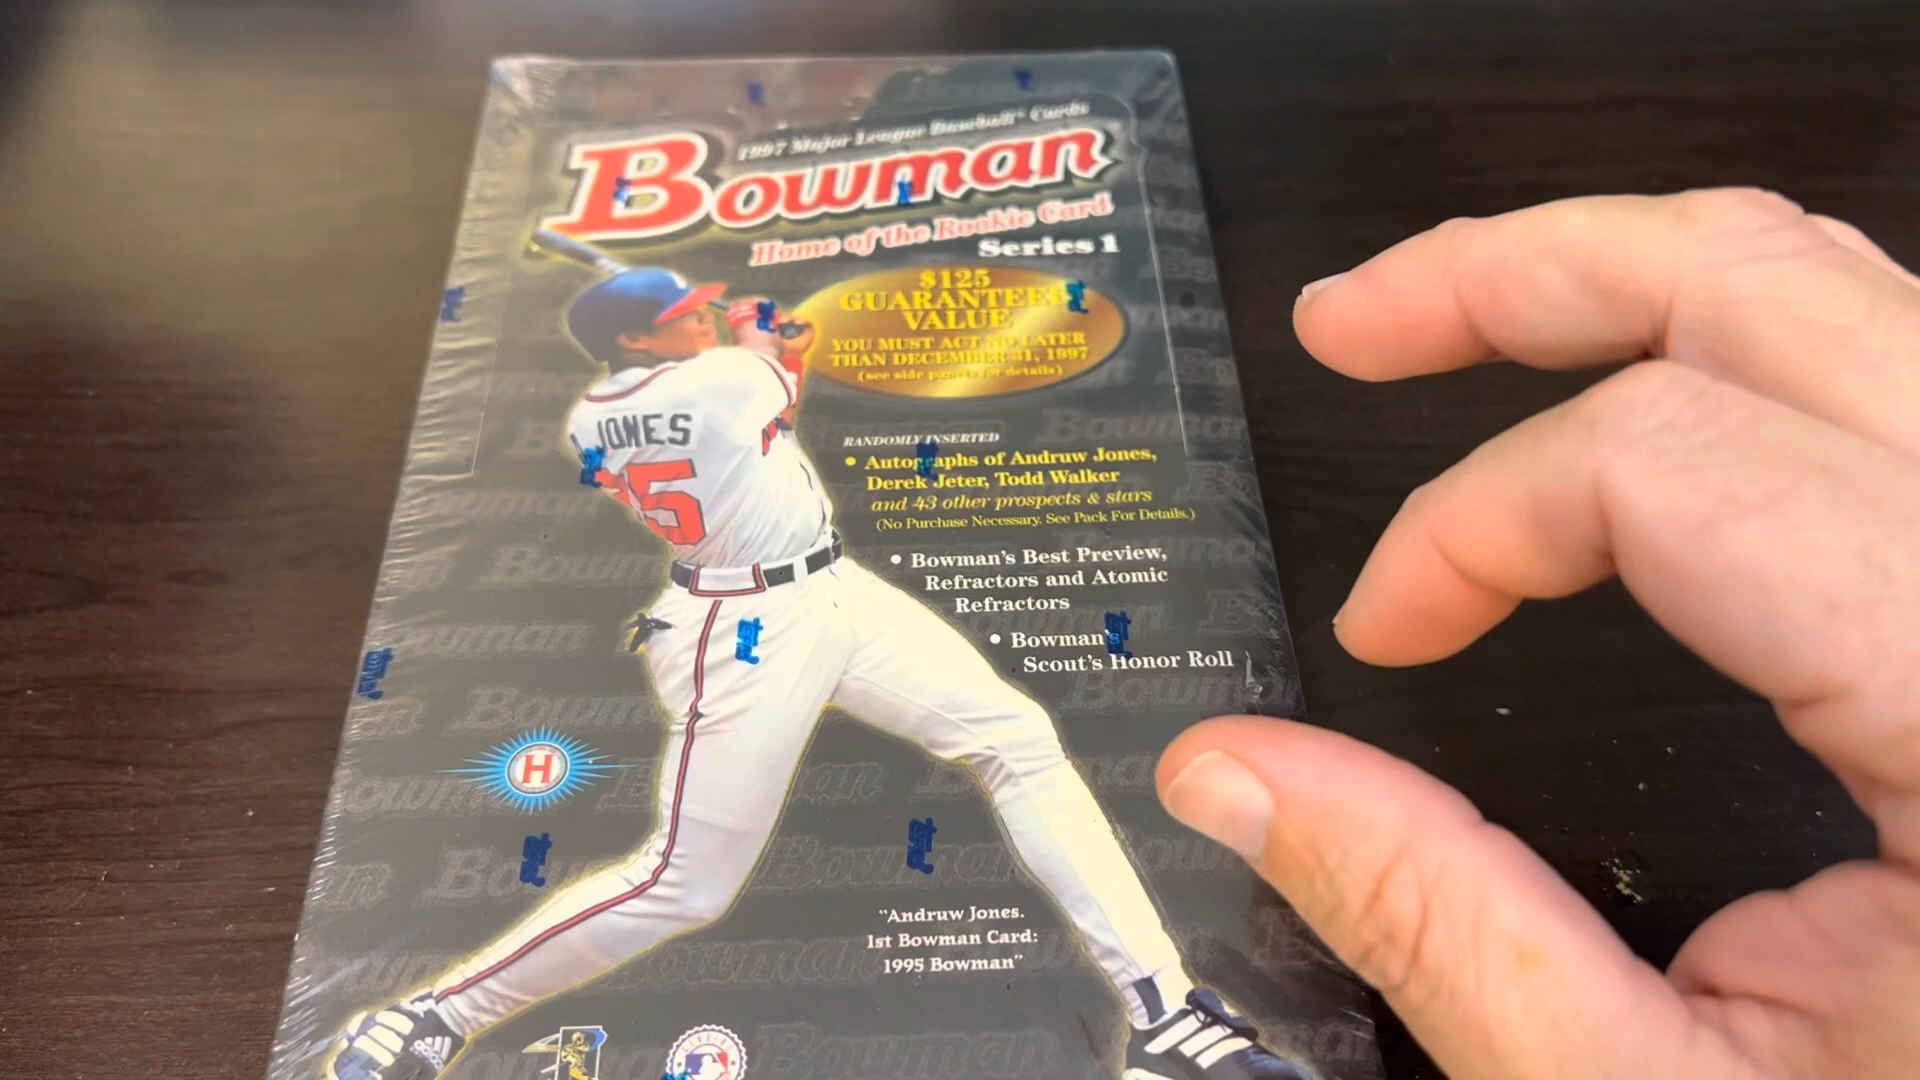 1997 Major League Baseball Cards
Bowman
Home of the Rookie Card
Series 1
$125
GUARANTEED
VALUE
YOU MUST ACT NO LATER
THAN DECEMBER 31, 1997
(see side panels for details)
JONES
25
RANDOMLY INSERTED
• Autographs of Andruw Jones,
Derek Jeter, Todd Walker
and 43 other prospects & stars
(No Purchase Necessary. See Pack For Details.)
• Bowman's Best Preview,
Refractors and Atomic
Refractors
• Bowman's
Scout's Honor Roll
H
"Andruw Jones.
1st Bowman Card:
1995 Bowman"